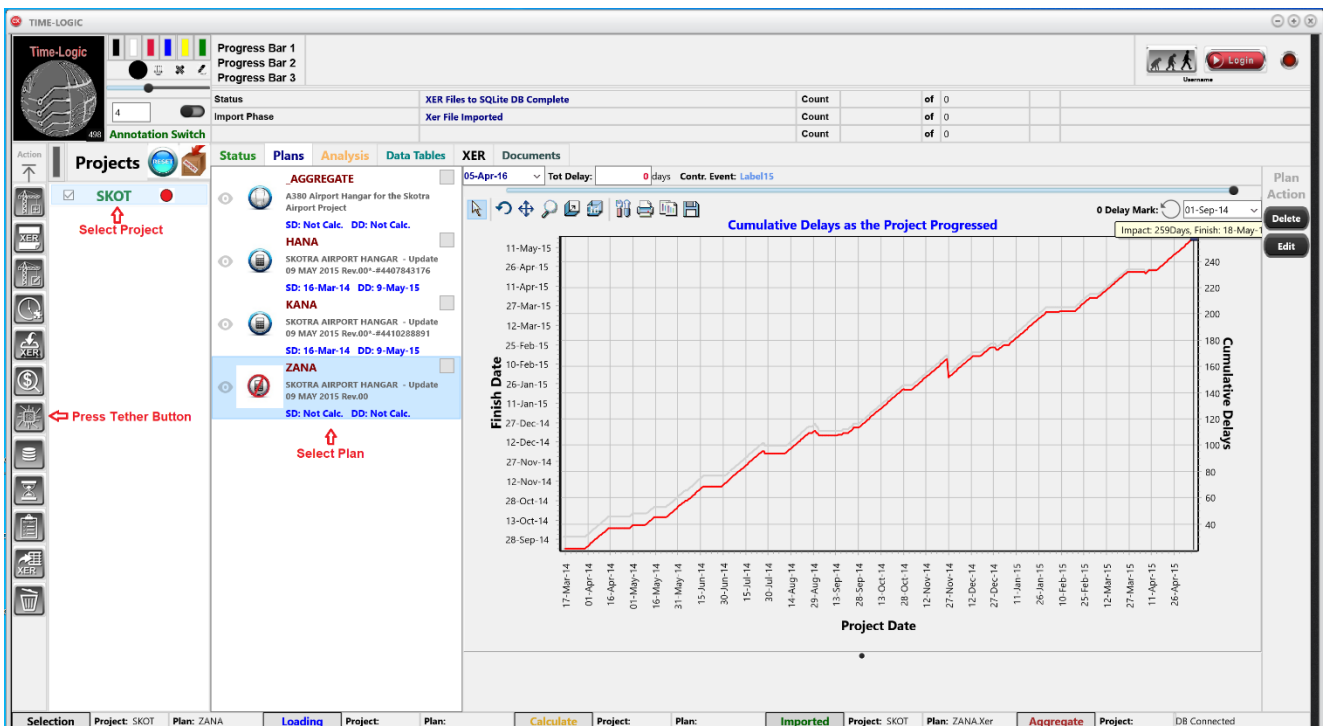 TIME-LOGIC
Time-Logic
498
4
Annotation Switch
Progress Bar 1
Progress Bar 2
Progress Bar 3
Login
Username
Status XER Files to SQLite DB Complete Count of 0
Import Phase Xer File Imported Count of 0
Count of 0
Action
Projects
RESET
SKOT
Select Project
XER
XER
Press Tether Button
XER
Status Plans Analysis Data Tables XER Documents
_AGGREGATE
A380 Airport Hangar for the Skotra
Airport Project
SD: Not Calc. DD: Not Calc.
HANA
SKOTRA AIRPORT HANGAR - Update
09 MAY 2015 Rev.00*-#4407843176
SD: 16-Mar-14 DD: 9-May-15
KANA
SKOTRA AIRPORT HANGAR - Update
09 MAY 2015 Rev.00*-#4410288891
SD: 16-Mar-14 DD: 9-May-15
ZANA
SKOTRA AIRPORT HANGAR - Update
09 MAY 2015 Rev.00
SD: Not Calc. DD: Not Calc.
Select Plan
05-Apr-16 Tot Delay: 0 days Contr. Event: Label15
0 Delay Mark: 01-Sep-14
Impact: 259Days, Finish: 18-May-1
Plan
Action
Delete
Edit
Cumulative Delays as the Project Progressed
Finish Date
11-May-15
26-Apr-15
11-Apr-15
27-Mar-15
12-Mar-15
25-Feb-15
10-Feb-15
26-Jan-15
11-Jan-15
27-Dec-14
12-Dec-14
27-Nov-14
12-Nov-14
28-Oct-14
13-Oct-14
28-Sep-14
240
220
200
180
160
140
120
100
80
60
40
Cumulative Delays
17-Mar-14
01-Apr-14
16-Apr-14
01-May-14
16-May-14
31-May-14
15-Jun-14
30-Jun-14
15-Jul-14
30-Jul-14
14-Aug-14
29-Aug-14
13-Sep-14
28-Sep-14
13-Oct-14
28-Oct-14
12-Nov-14
27-Nov-14
12-Dec-14
27-Dec-14
11-Jan-15
26-Jan-15
10-Feb-15
25-Feb-15
12-Mar-15
27-Mar-15
11-Apr-15
26-Apr-15
Project Date
Selection Project: SKOT Plan: ZANA Loading Project: Plan: Calculate Project: Plan: Imported Project: SKOT Plan: ZANA.Xer Aggregate Project: DB Connected